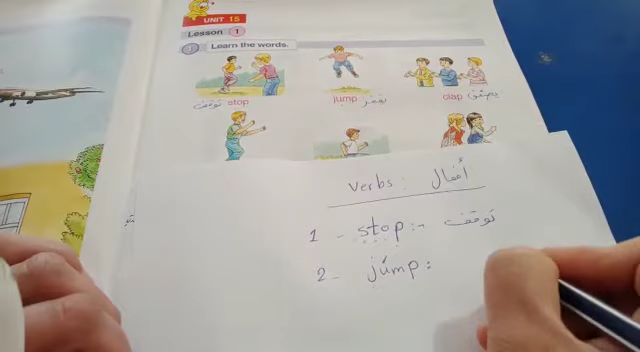 UNIT 15
Lesson 1
1 Learn the words.
توقف stop
jump يقفز
clap يصفق
Verbs : أفعال
1 - stop :- توقف
2 - jump :